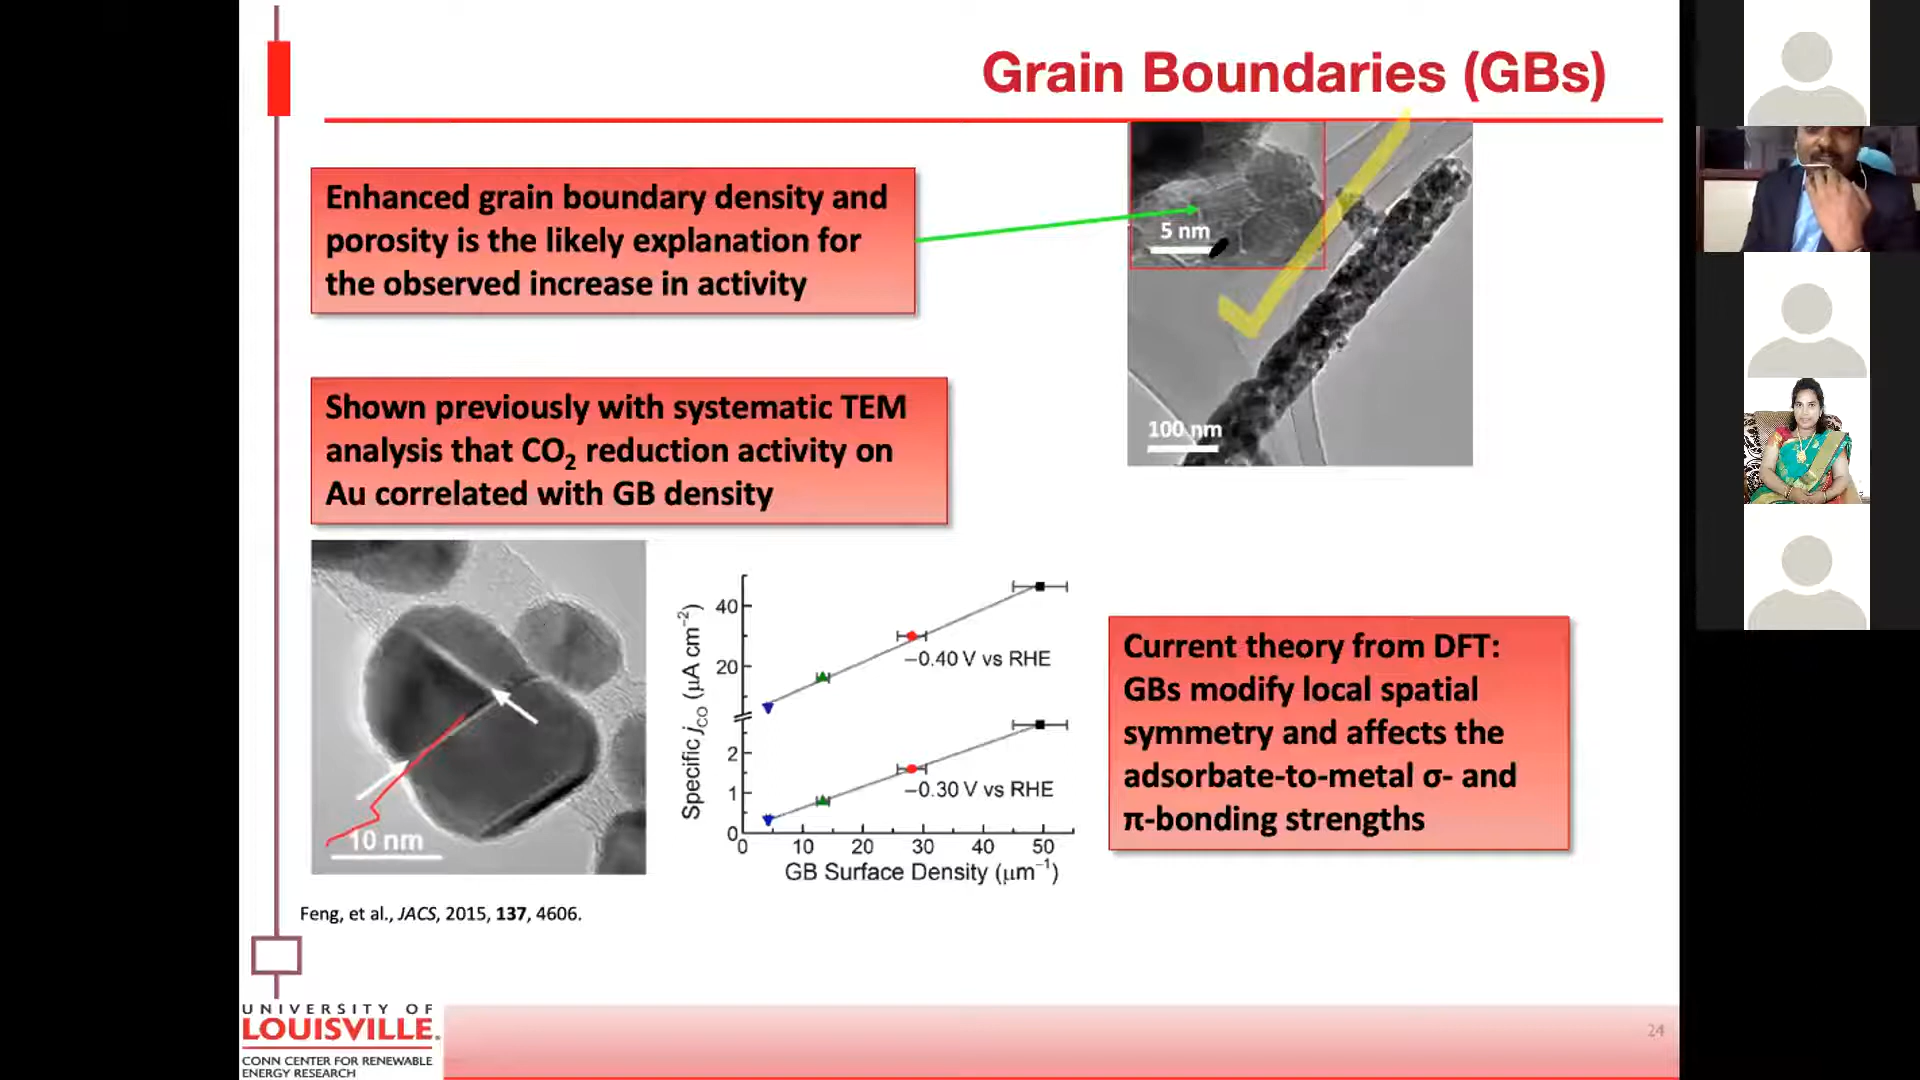 Grain Boundaries (GBs)
Enhanced grain boundary density and
porosity is the likely explanation for
the observed increase in activity
5 nm
100 nm
Shown previously with systematic TEM
analysis that CO₂ reduction activity on
Au correlated with GB density
10 nm
Specific jCO (μA cm⁻²)
40
20
2
1
0
−0.40 V vs RHE
−0.30 V vs RHE
0 10 20 30 40 50
GB Surface Density (μm⁻¹)
Current theory from DFT:
GBs modify local spatial
symmetry and affects the
adsorbate-to-metal σ- and
π-bonding strengths
Feng, et al., JACS, 2015, 137, 4606.
UNIVERSITY OF
LOUISVILLE.
CONN CENTER FOR RENEWABLE
ENERGY RESEARCH
24